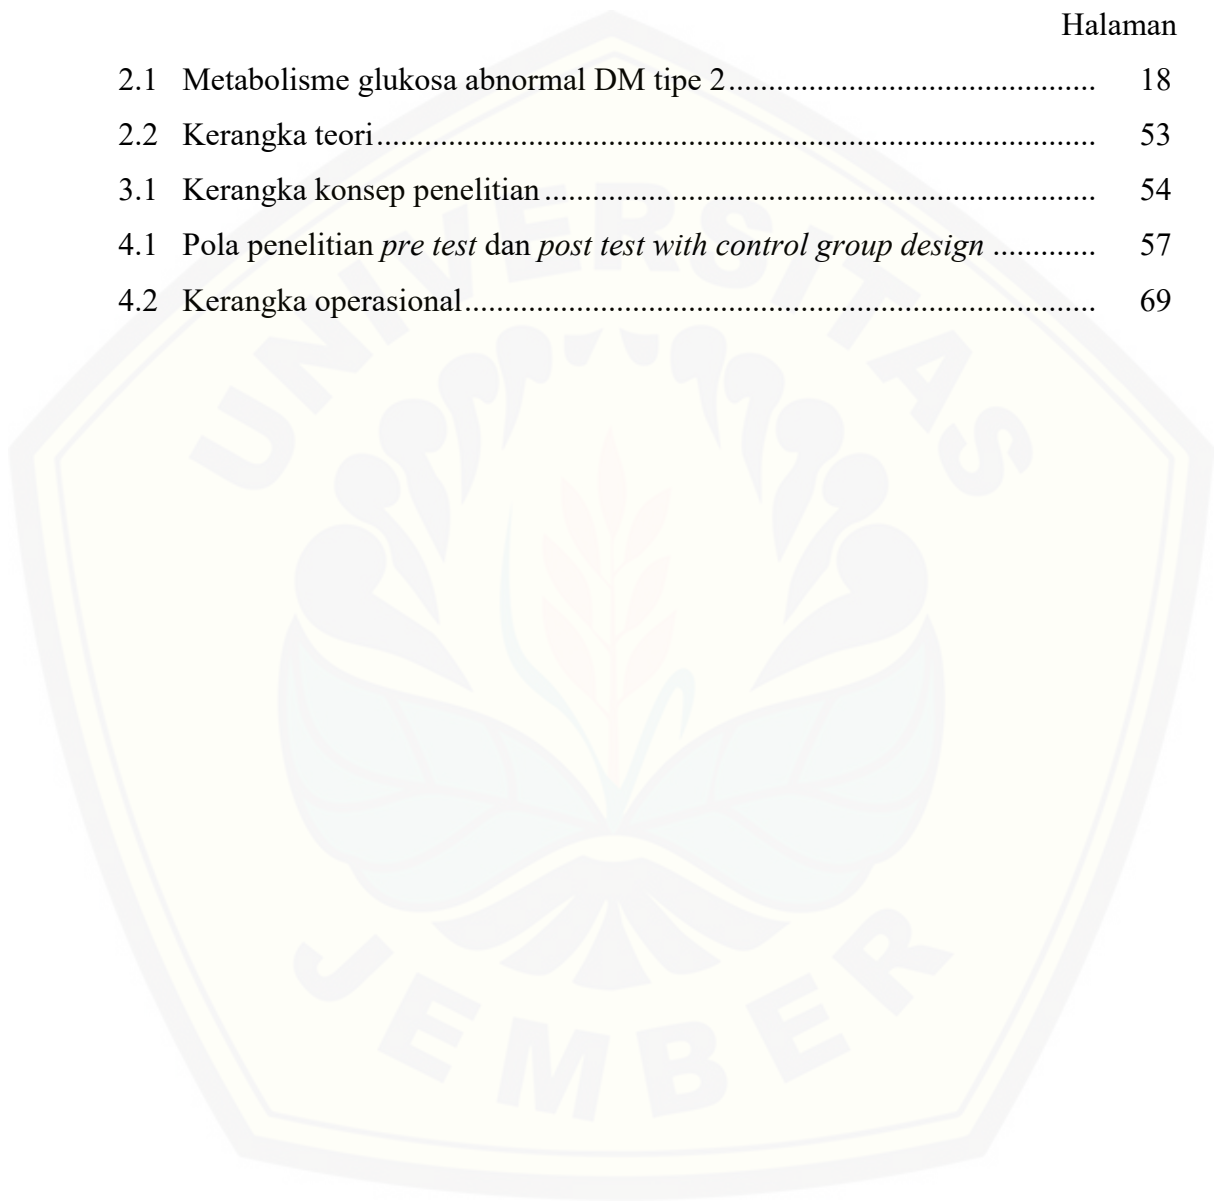 Halaman
2.1 Metabolisme glukosa abnormal DM tipe 2............................................. 18
2.2 Kerangka teori.......................................................................................... 53
3.1 Kerangka konsep penelitian..................................................................... 54
4.1 Pola penelitian pre test dan post test with control group design ............. 57
4.2 Kerangka operasional............................................................................... 69
UNIVERSITAS
JEMBER